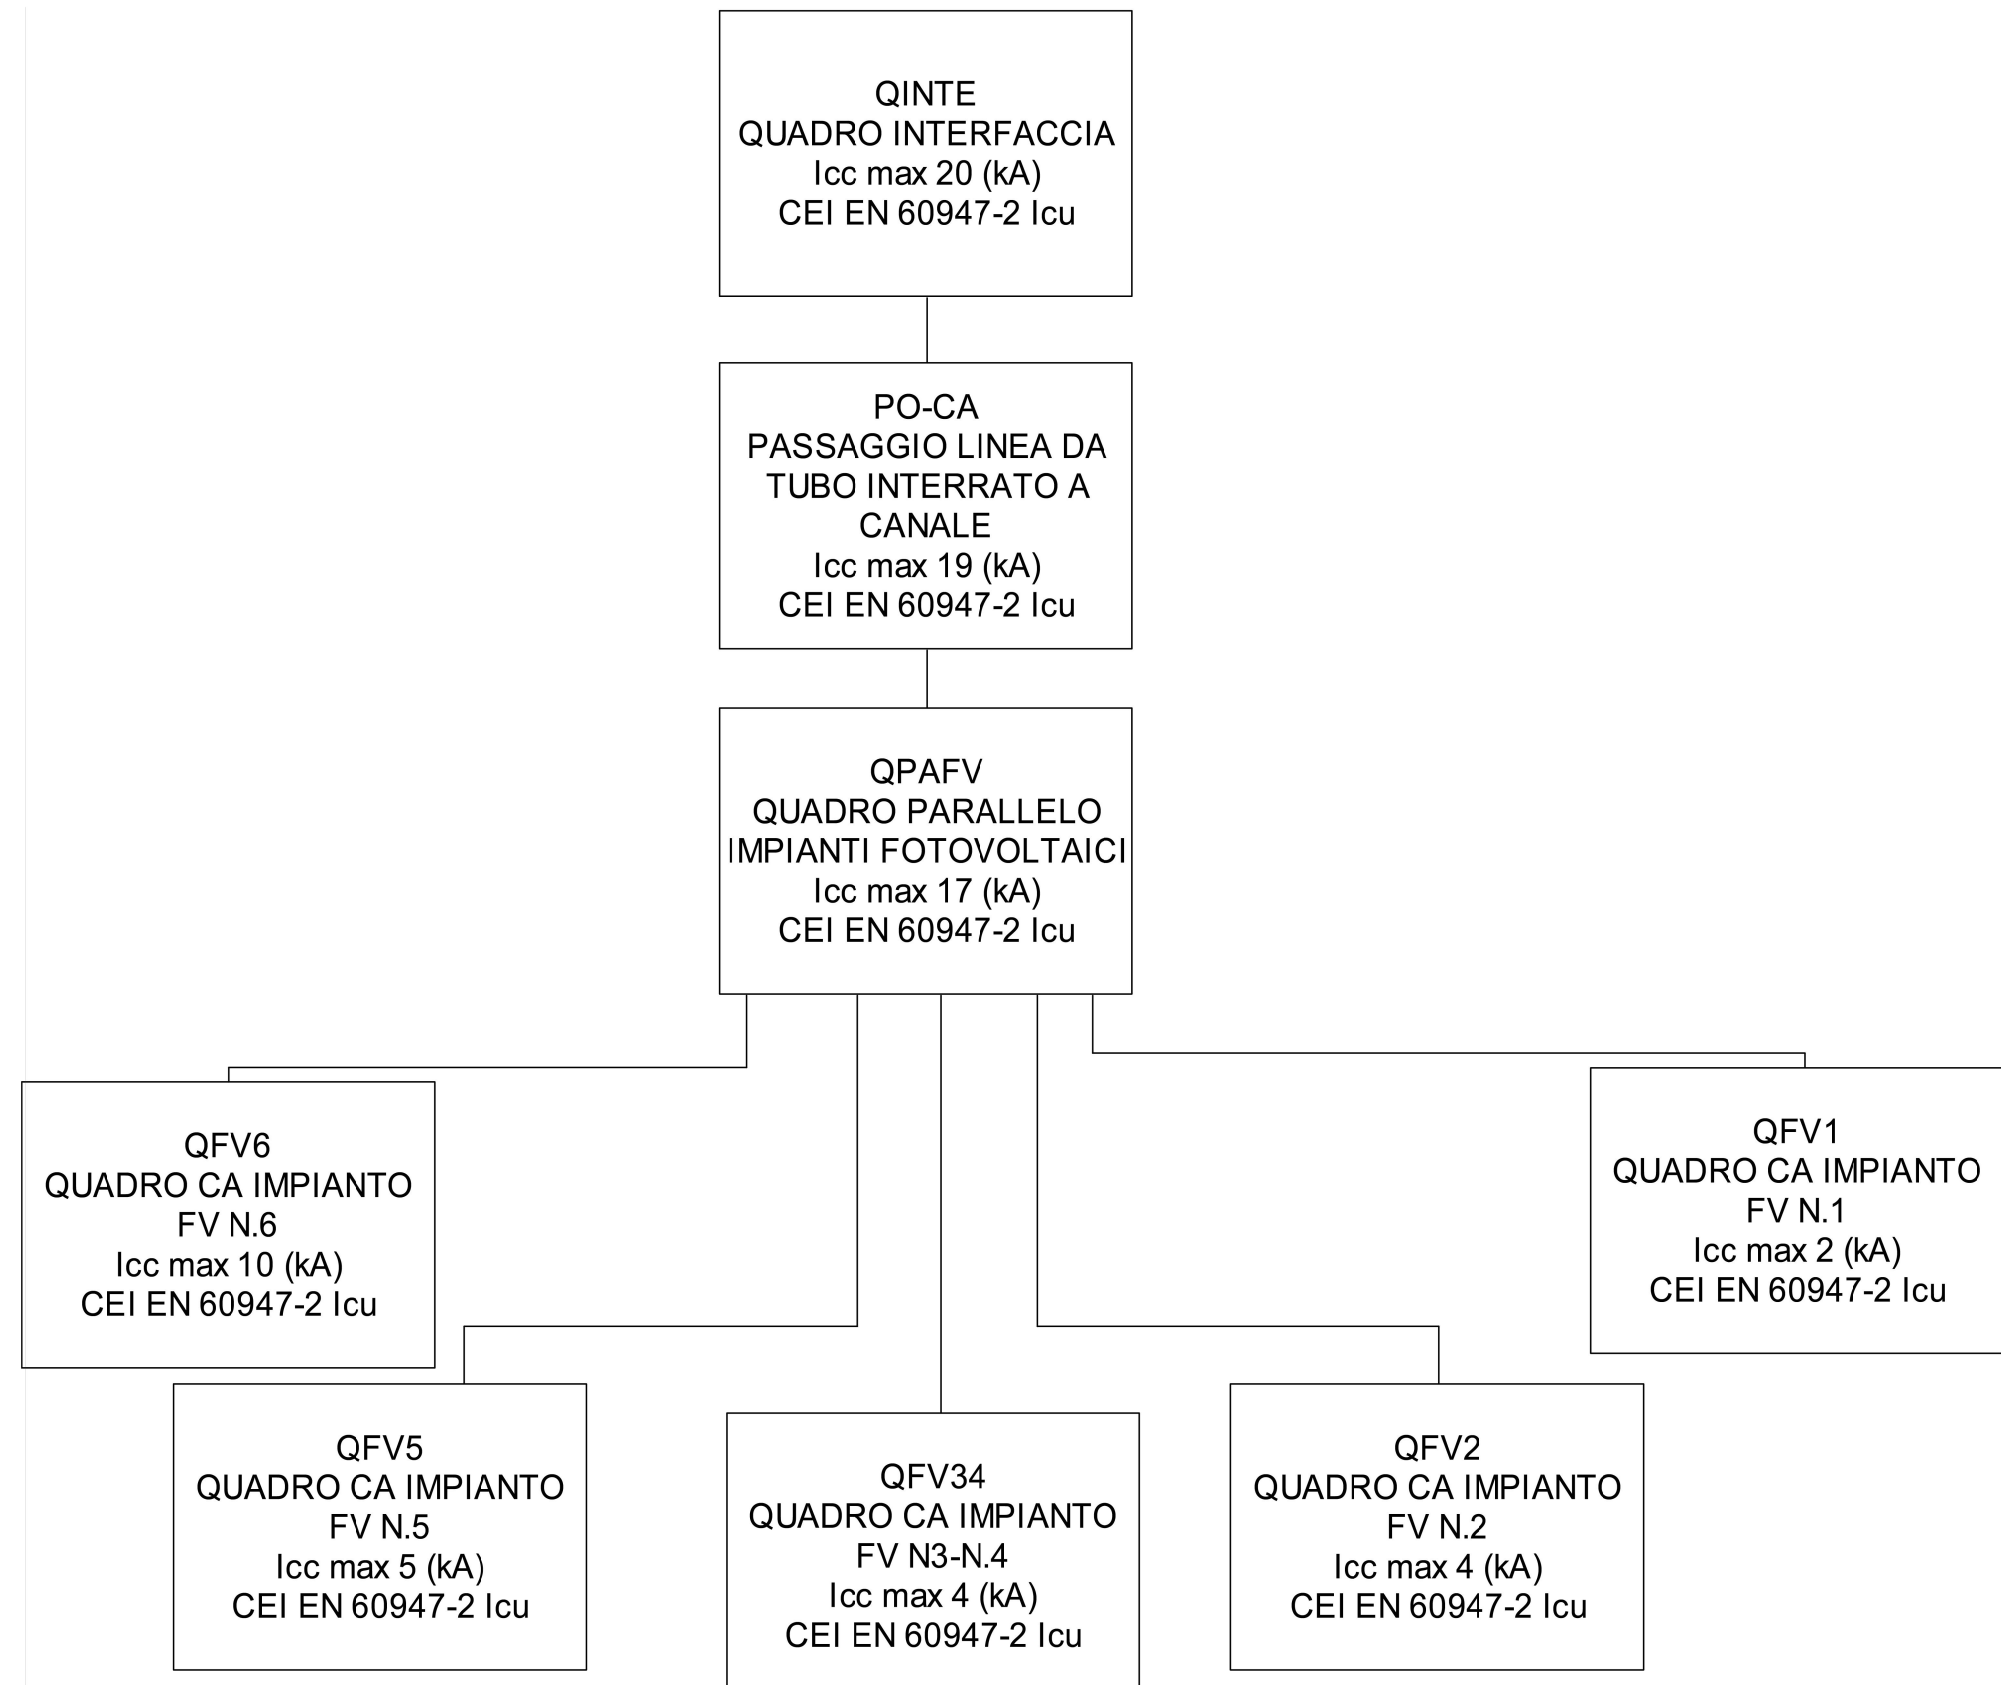 QINTE
QUADRO INTERFACCIA
Icc max 20 (kA)
CEI EN 60947-2 Icu
PO-CA
PASSAGGIO LINEA DA
TUBO INTERRATO A
CANALE
Icc max 19 (kA)
CEI EN 60947-2 Icu
QPAFV
QUADRO PARALLELO
IMPIANTI FOTOVOLTAICI
Icc max 17 (kA)
CEI EN 60947-2 Icu
QFV6
QUADRO CA IMPIANTO
FV N.6
Icc max 10 (kA)
CEI EN 60947-2 Icu
QFV1
QUADRO CA IMPIANTO
FV N.1
Icc max 2 (kA)
CEI EN 60947-2 Icu
QFV5
QUADRO CA IMPIANTO
FV N.5
Icc max 5 (kA)
CEI EN 60947-2 Icu
QFV34
QUADRO CA IMPIANTO
FV N3-N.4
Icc max 4 (kA)
CEI EN 60947-2 Icu
QFV2
QUADRO CA IMPIANTO
FV N.2
Icc max 4 (kA)
CEI EN 60947-2 Icu